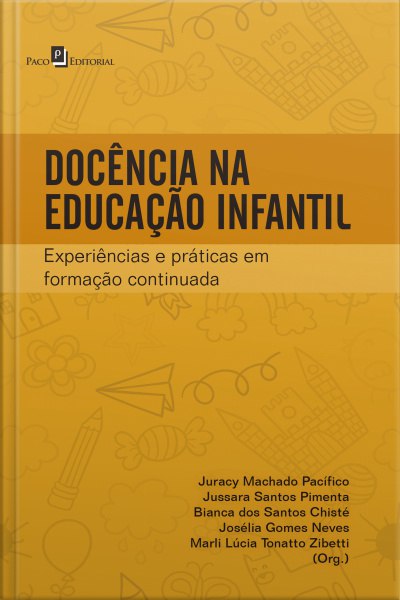 PACO EDITORIAL
DOCÊNCIA NA
EDUCAÇÃO INFANTIL
Experiências e práticas em
formação continuada
Juracy Machado Pacífico
Jussara Santos Pimenta
Bianca dos Santos Chisté
Josélia Gomes Neves
Marli Lúcia Tonatto Zibetti
(Org.)